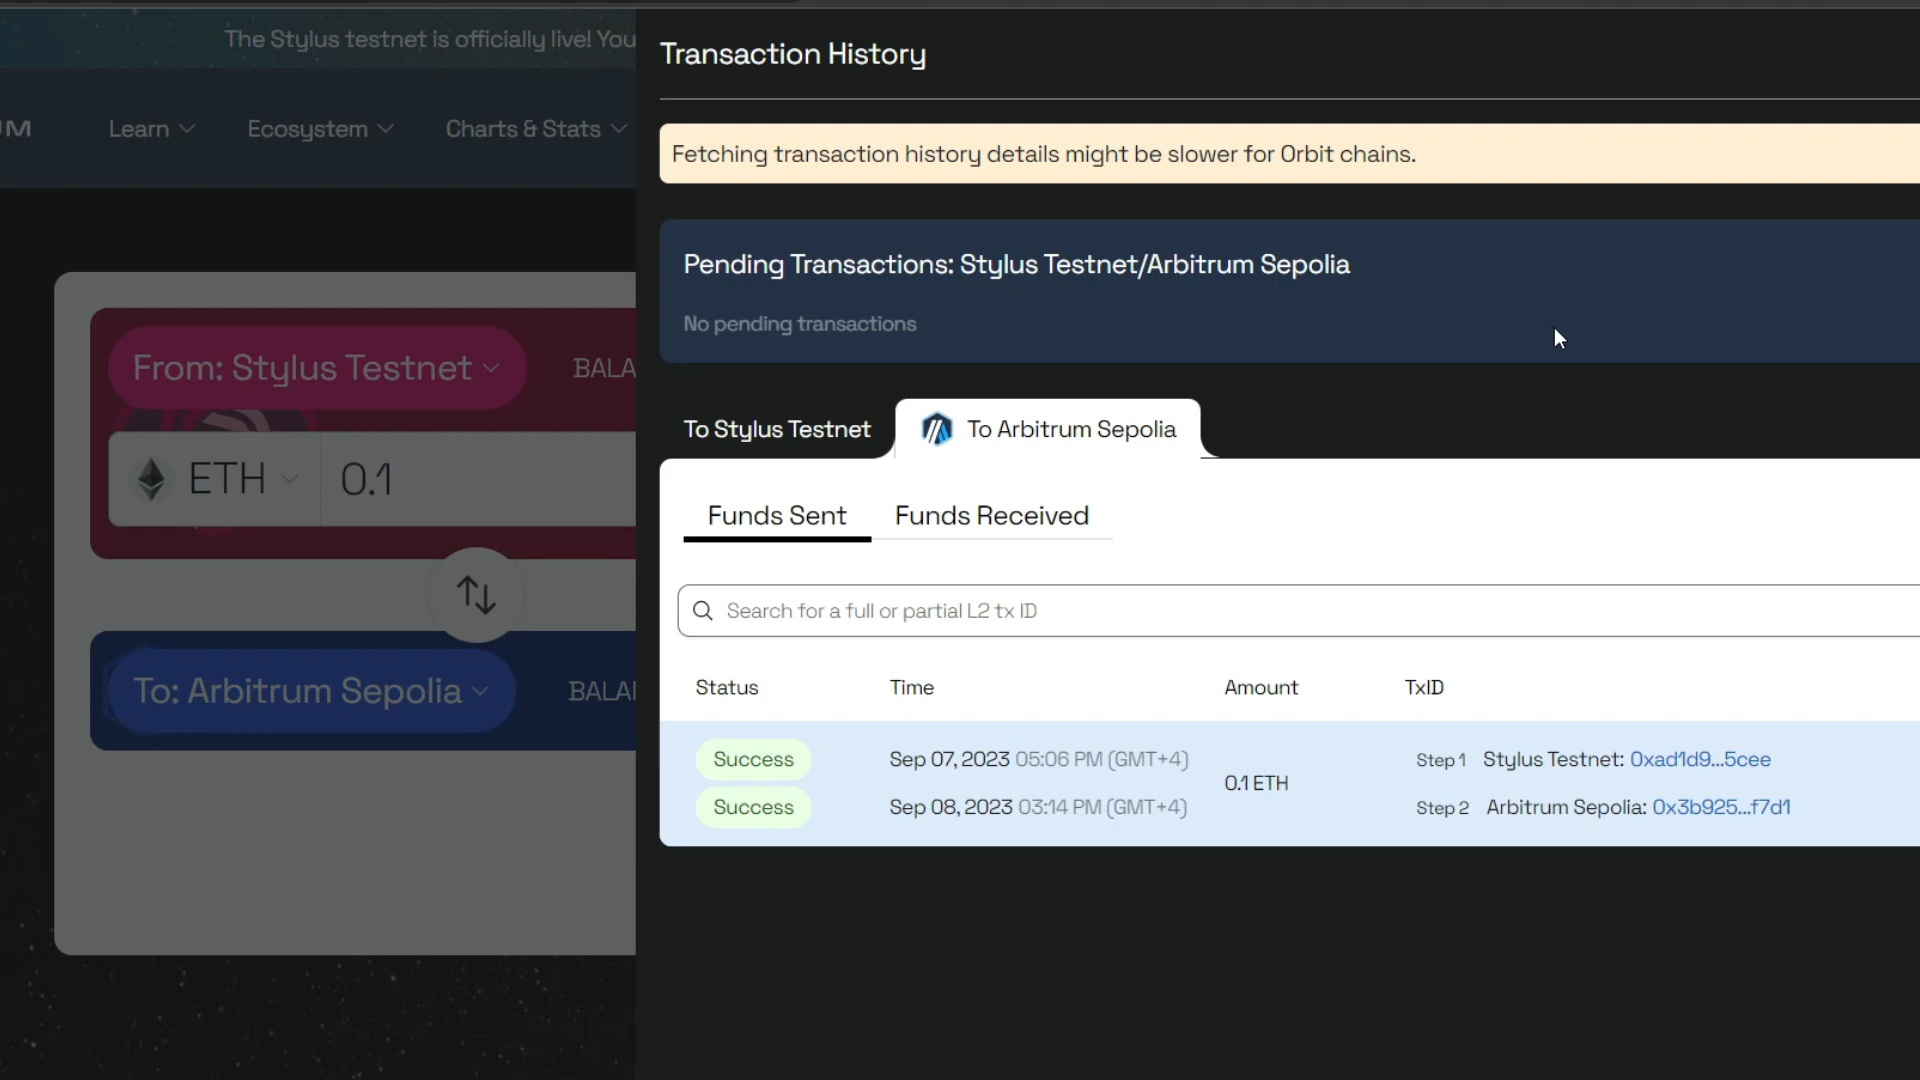 The Stylus testnet is officially live! You
UM
Learn
Ecosystem
Charts & Stats
From: Stylus Testnet
BALA
ETH
0.1
To: Arbitrum Sepolia
BALA
Transaction History
Fetching transaction history details might be slower for Orbit chains.
Pending Transactions: Stylus Testnet/Arbitrum Sepolia
No pending transactions
To Stylus Testnet
To Arbitrum Sepolia
Funds Sent
Funds Received
Search for a full or partial L2 tx ID
Status Time Amount TxID
Success Sep 07, 2023 05:06 PM (GMT+4) Step 1 Stylus Testnet: 0xad1d9...5cee
0.1 ETH
Success Sep 08, 2023 03:14 PM (GMT+4) Step 2 Arbitrum Sepolia: 0x3b925...f7d1